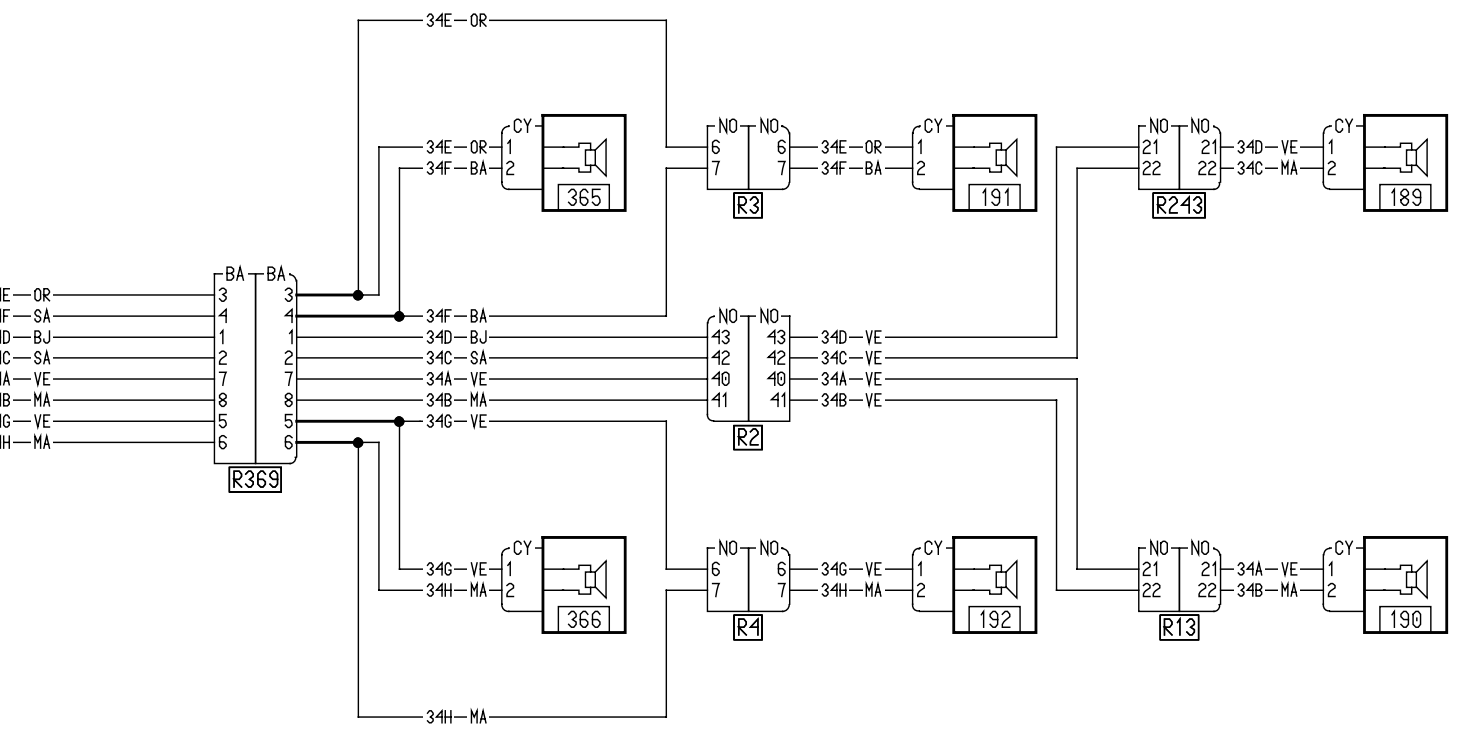 34E OR
CY
NO NO
CY
NO NO
CY
34E OR 1
6 6 34E OR 1
21 21 34D VE 1
34F BA 2
7 7 34F BA 2
22 22 34C MA 2
365
R3
191
R243
189
BA BA
E OR 3 3
F SA 4 4 34F BA
NO NO
D BJ 1 1 34D BJ 43 43 34D VE
C SA 2 2 34C SA 42 42 34C VE
A VE 7 7 34A VE 40 40 34A VE
B MA 8 8 34B MA 41 41 34B VE
G VE 5 5 34G VE
H MA 6 6
R2
R369
CY
NO NO
CY
NO NO
CY
34G VE 1
6 6 34G VE 1
21 21 34A VE 1
34H MA 2
7 7 34H MA 2
22 22 34B MA 2
366
R4
192
R13
190
34H MA